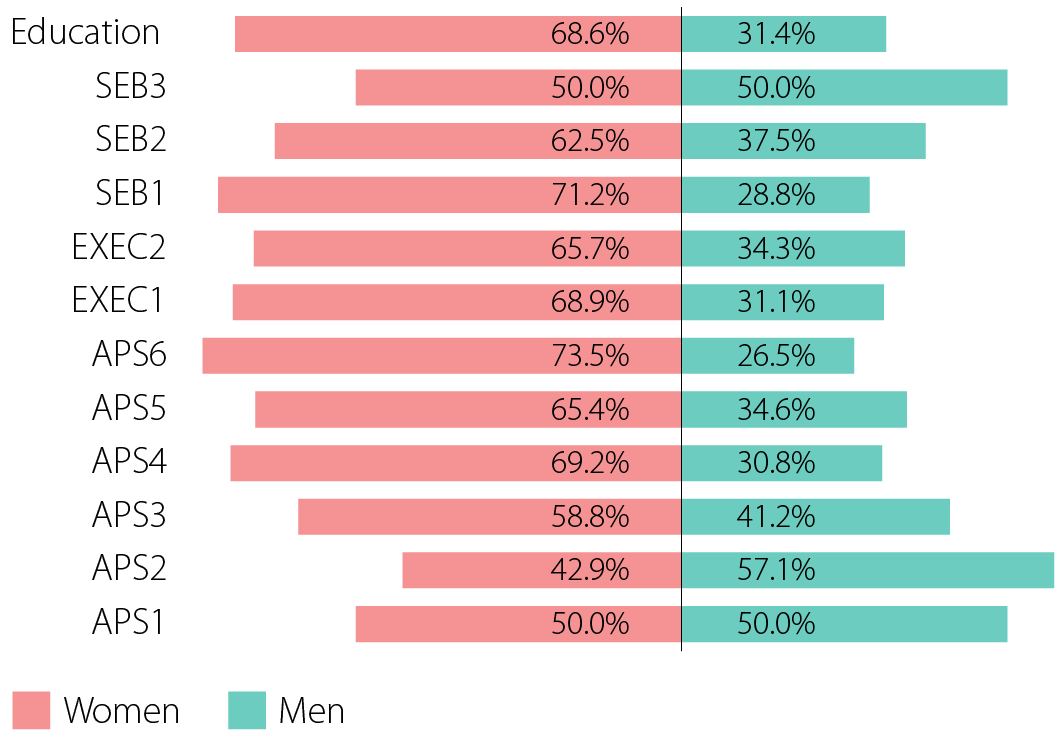 Education 68.6% 31.4%
SEB3 50.0% 50.0%
SEB2 62.5% 37.5%
SEB1 71.2% 28.8%
EXEC2 65.7% 34.3%
EXEC1 68.9% 31.1%
APS6 73.5% 26.5%
APS5 65.4% 34.6%
APS4 69.2% 30.8%
APS3 58.8% 41.2%
APS2 42.9% 57.1%
APS1 50.0% 50.0%
Women Men